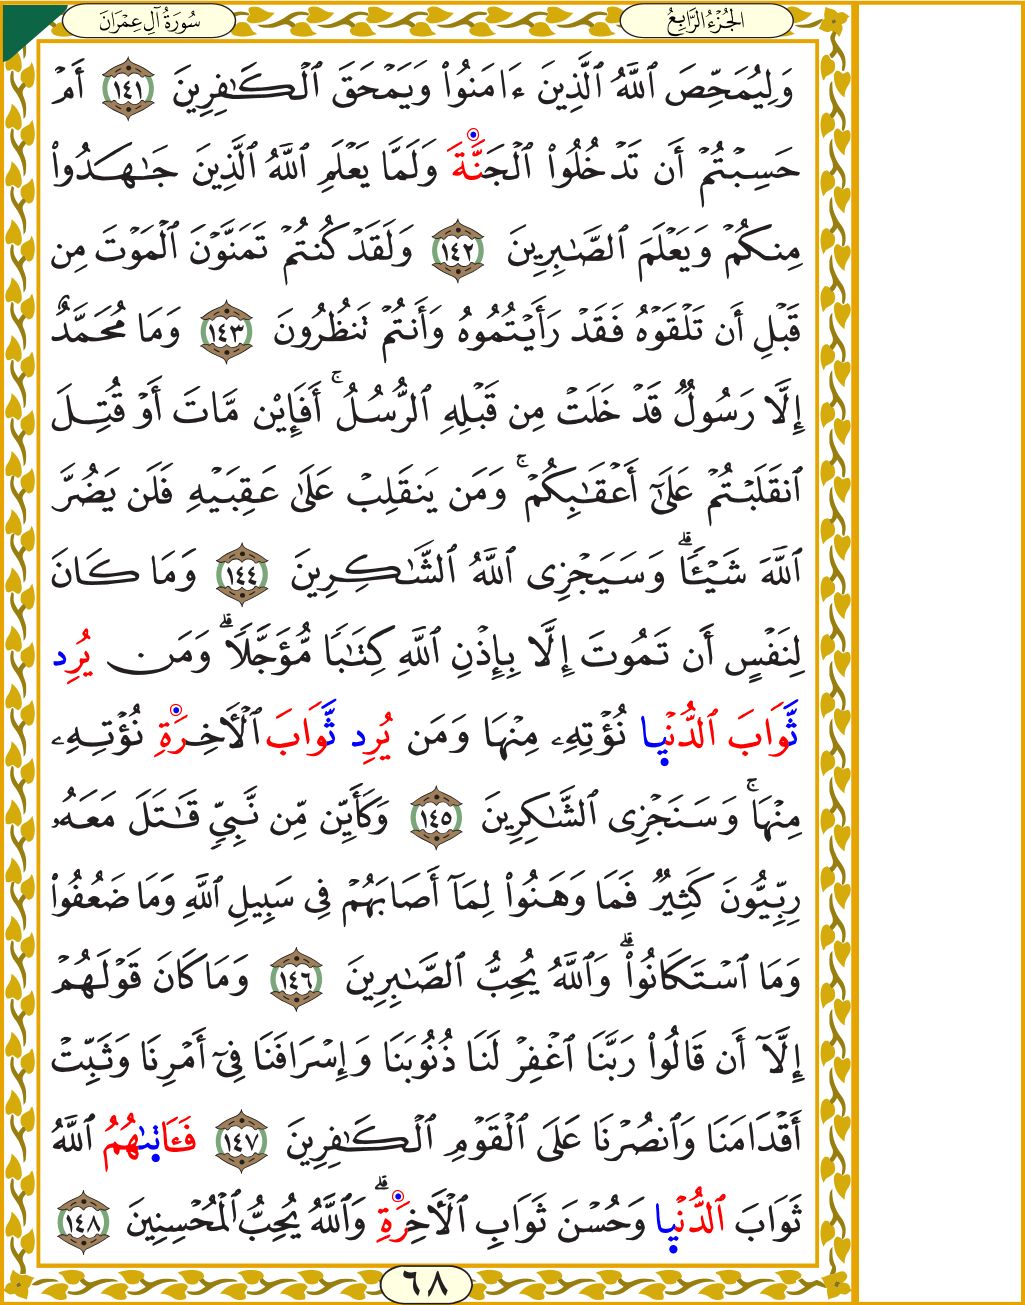 الجُزْءُ الرَّابِعُ
سُورَةُ آلِ عِمْرَانَ
وَلِيُمَحِّصَ ٱللَّهُ ٱلَّذِينَ ءَامَنُوا۟ وَيَمْحَقَ ٱلْكَـٰفِرِينَ ١٤١ أَمْ
حَسِبْتُمْ أَن تَدْخُلُوا۟ ٱلْجَنَّةَ وَلَمَّا يَعْلَمِ ٱللَّهُ ٱلَّذِينَ جَـٰهَدُوا۟
مِنكُمْ وَيَعْلَمَ ٱلصَّـٰبِرِينَ ١٤٢ وَلَقَدْ كُنتُمْ تَمَنَّوْنَ ٱلْمَوْتَ مِن
قَبْلِ أَن تَلْقَوْهُ فَقَدْ رَأَيْتُمُوهُ وَأَنتُمْ تَنظُرُونَ ١٤٣ وَمَا مُحَمَّدٌ
إِلَّا رَسُولٌ قَدْ خَلَتْ مِن قَبْلِهِ ٱلرُّسُلُ ۚ أَفَإِي۟ن مَّاتَ أَوْ قُتِلَ
ٱنقَلَبْتُمْ عَلَىٰٓ أَعْقَـٰبِكُمْ ۚ وَمَن يَنقَلِبْ عَلَىٰ عَقِبَيْهِ فَلَن يَضُرَّ
ٱللَّهَ شَيْـًٔا ۗ وَسَيَجْزِى ٱللَّهُ ٱلشَّـٰكِرِينَ ١٤٤ وَمَا كَانَ
لِنَفْسٍ أَن تَمُوتَ إِلَّا بِإِذْنِ ٱللَّهِ كِتَـٰبًا مُّؤَجَّلًا ۗ وَمَن يُرِد
ثَّوَابَ ٱلدُّنْيٜا نُؤْتِهِۦ مِنْهَا وَمَن يُرِد ثَّوَابَ ٱلْأَخِرَةِ نُؤْتِهِۦ
مِنْهَا ۚ وَسَنَجْزِى ٱلشَّـٰكِرِينَ ١٤٥ وَكَأَيِّن مِّن نَّبِىٍّ قَـٰتَلَ مَعَهُۥ
رِبِّيُّونَ كَثِيرٌ فَمَا وَهَنُوا۟ لِمَآ أَصَابَهُمْ فِى سَبِيلِ ٱللَّهِ وَمَا ضَعُفُوا۟
وَمَا ٱسْتَكَانُوا۟ ۗ وَٱللَّهُ يُحِبُّ ٱلصَّـٰبِرِينَ ١٤٦ وَمَا كَانَ قَوْلَهُمْ
إِلَّآ أَن قَالُوا۟ رَبَّنَا ٱغْفِرْ لَنَا ذُنُوبَنَا وَإِسْرَافَنَا فِىٓ أَمْرِنَا وَثَبِّتْ
أَقْدَامَنَا وَٱنصُرْنَا عَلَى ٱلْقَوْمِ ٱلْكَـٰفِرِينَ ١٤٧ فَـَٔاتٜىٰهُمُ ٱللَّهُ
ثَوَابَ ٱلدُّنْيٜا وَحُسْنَ ثَوَابِ ٱلْأَخِرَةِ ۗ وَٱللَّهُ يُحِبُّ ٱلْمُحْسِنِينَ ١٤٨
٦٨